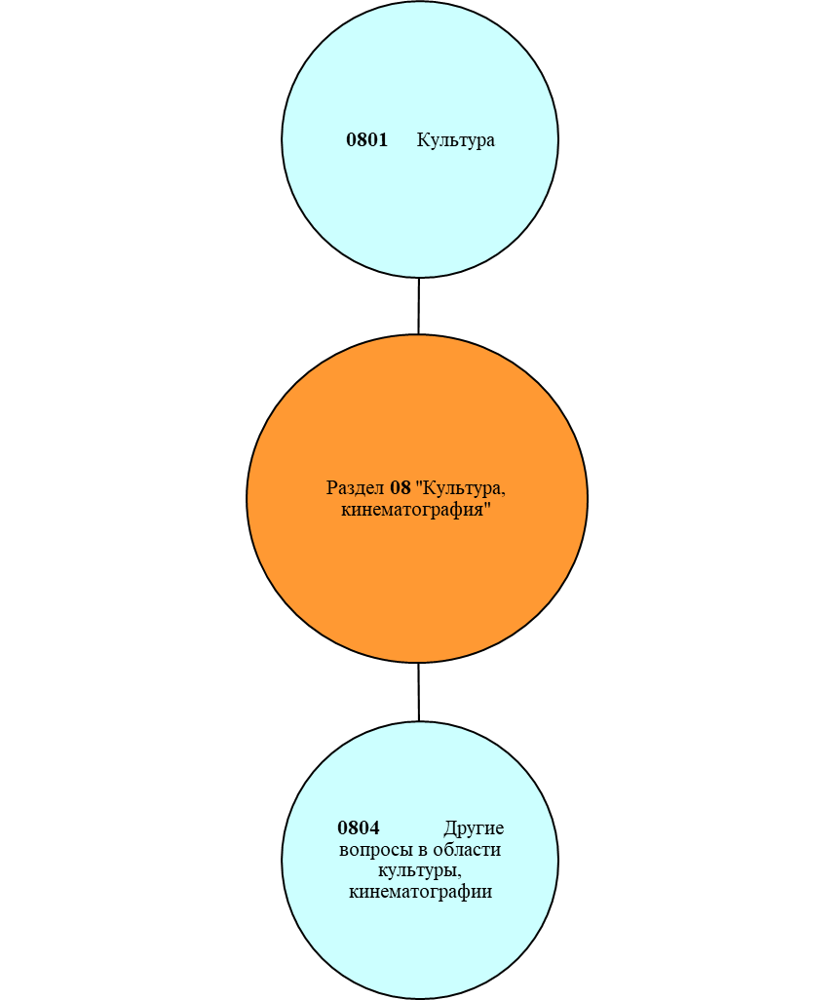 0801 Культура
Раздел 08 "Культура,
кинематография"
0804 Другие
вопросы в области
культуры,
кинематографии